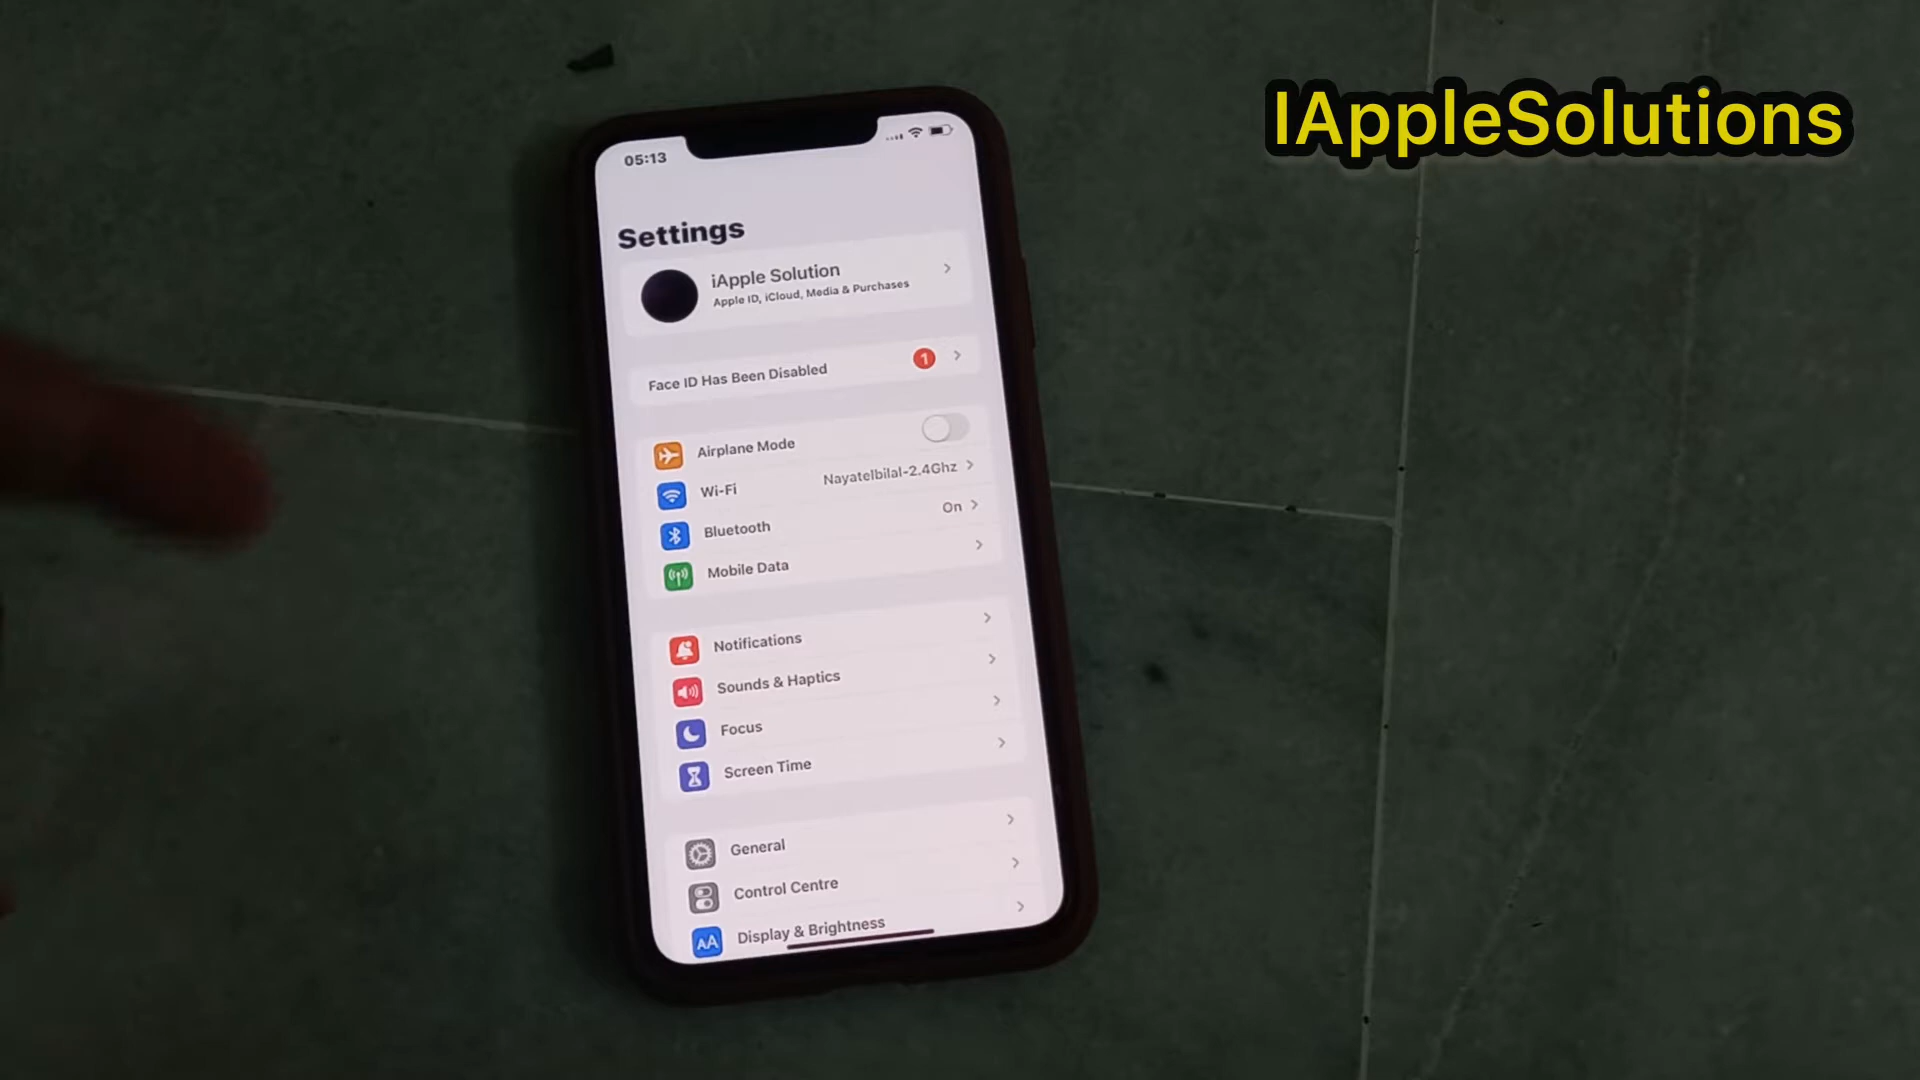 IAppleSolutions
05:13
Settings
iApple Solution
Apple ID, iCloud, Media & Purchases
Face ID Has Been Disabled 1
Airplane Mode
Wi-Fi Nayatelbilal-2.4Ghz
Bluetooth On
Mobile Data
Notifications
Sounds & Haptics
Focus
Screen Time
General
Control Centre
AA Display & Brightness